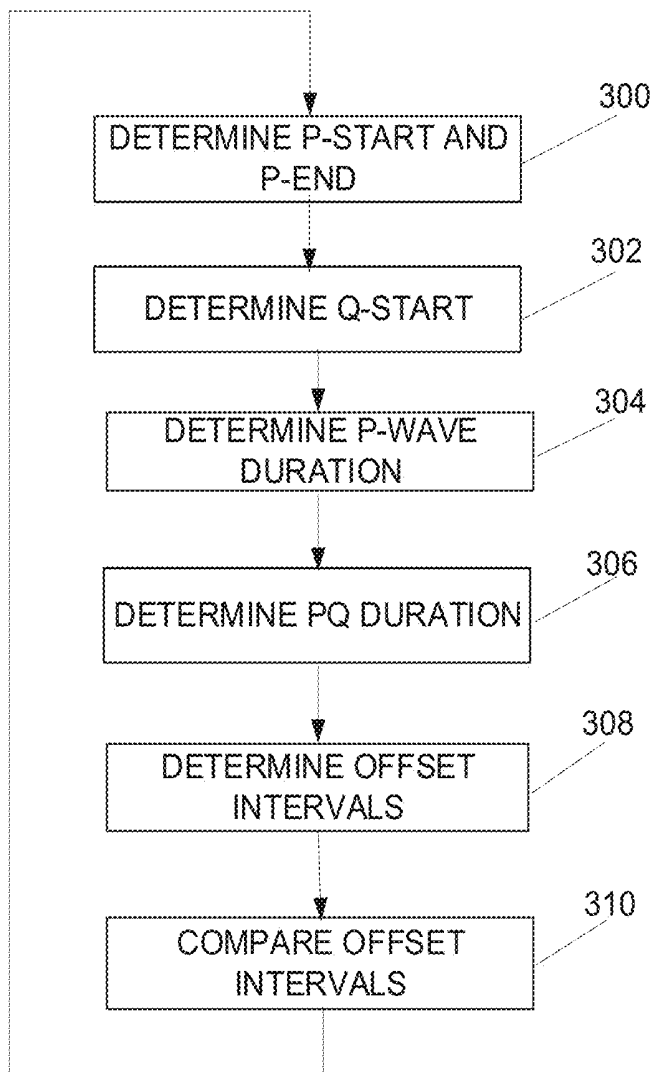 300
DETERMINE P-START AND
P-END
302
DETERMINE Q-START
304
DETERMINE P-WAVE
DURATION
306
DETERMINE PQ DURATION
308
DETERMINE OFFSET
INTERVALS
310
COMPARE OFFSET
INTERVALS